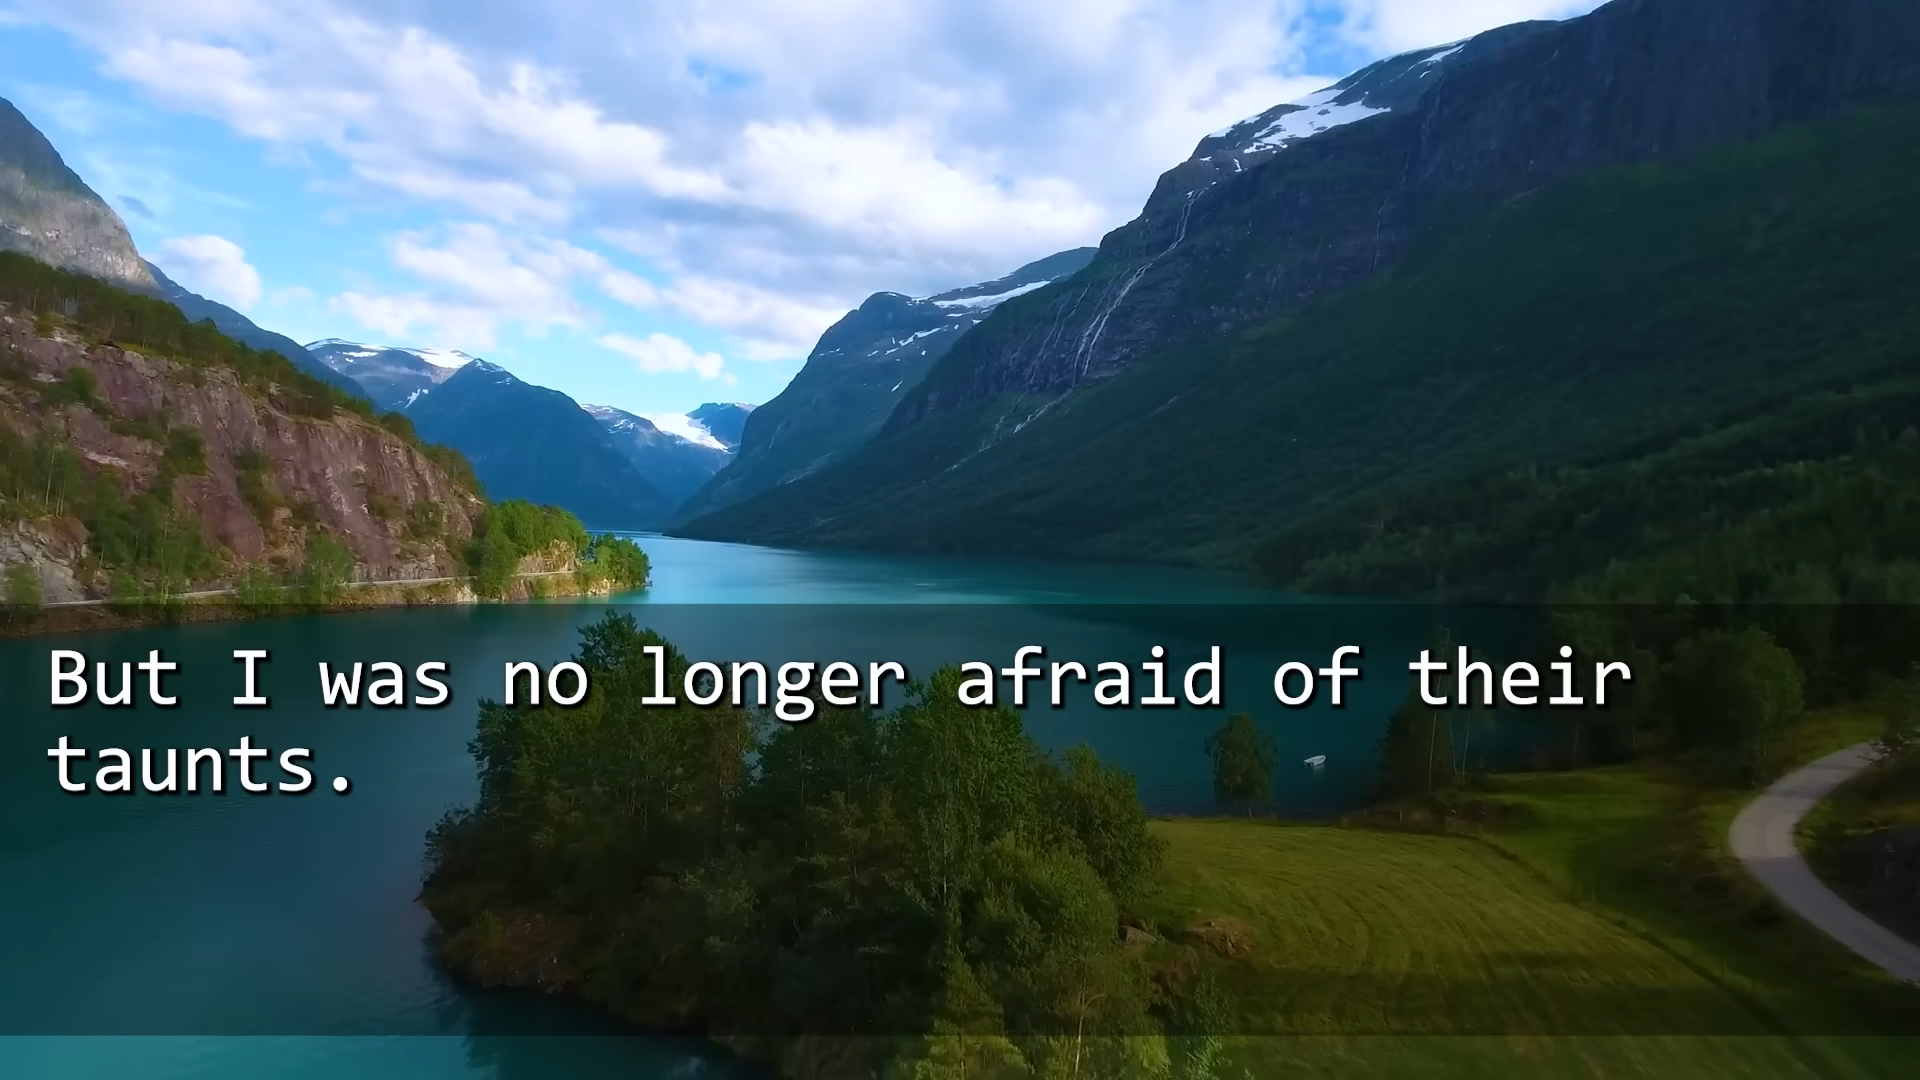 But I was no longer afraid of their
taunts.